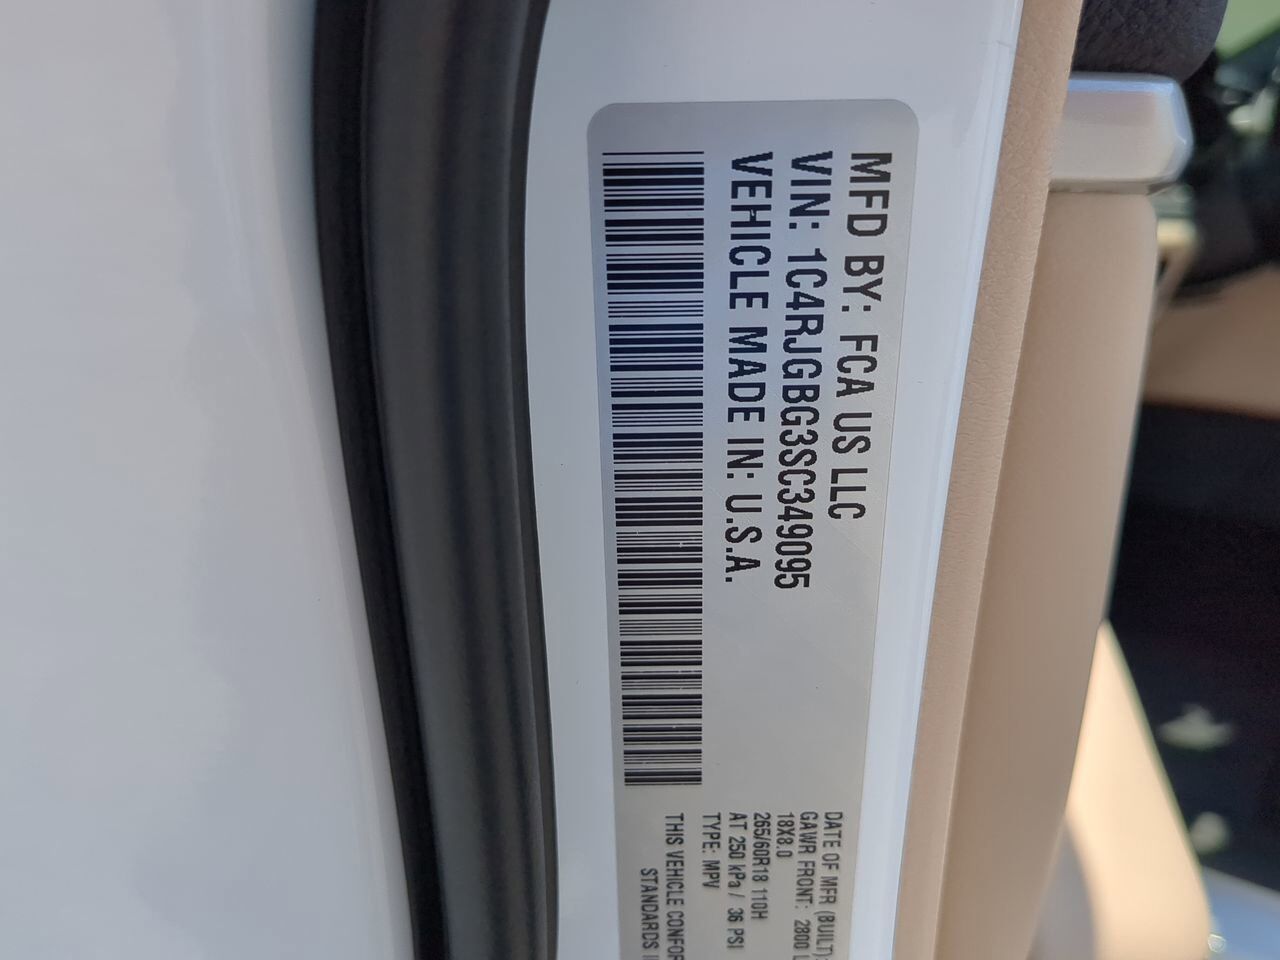 MFD BY: FCA US LLC
VIN: 1C4RJGBG3SC349095
VEHICLE MADE IN: U.S.A.
DATE OF MFR (BUILT):
GAWR FRONT: 2800 L
18X8.0
265/60R18 110H
AT 250 kPa / 36 PSI
TYPE: MPV
THIS VEHICLE CONFOR
STANDARDS I